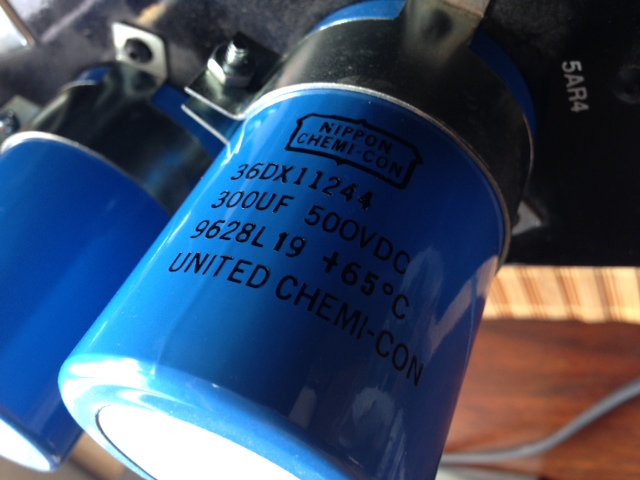 NIPPON
CHEMI-CON
36DX11244
300UF 500VDC
9628L19 +65°C
UNITED CHEMI-CON
5AR4